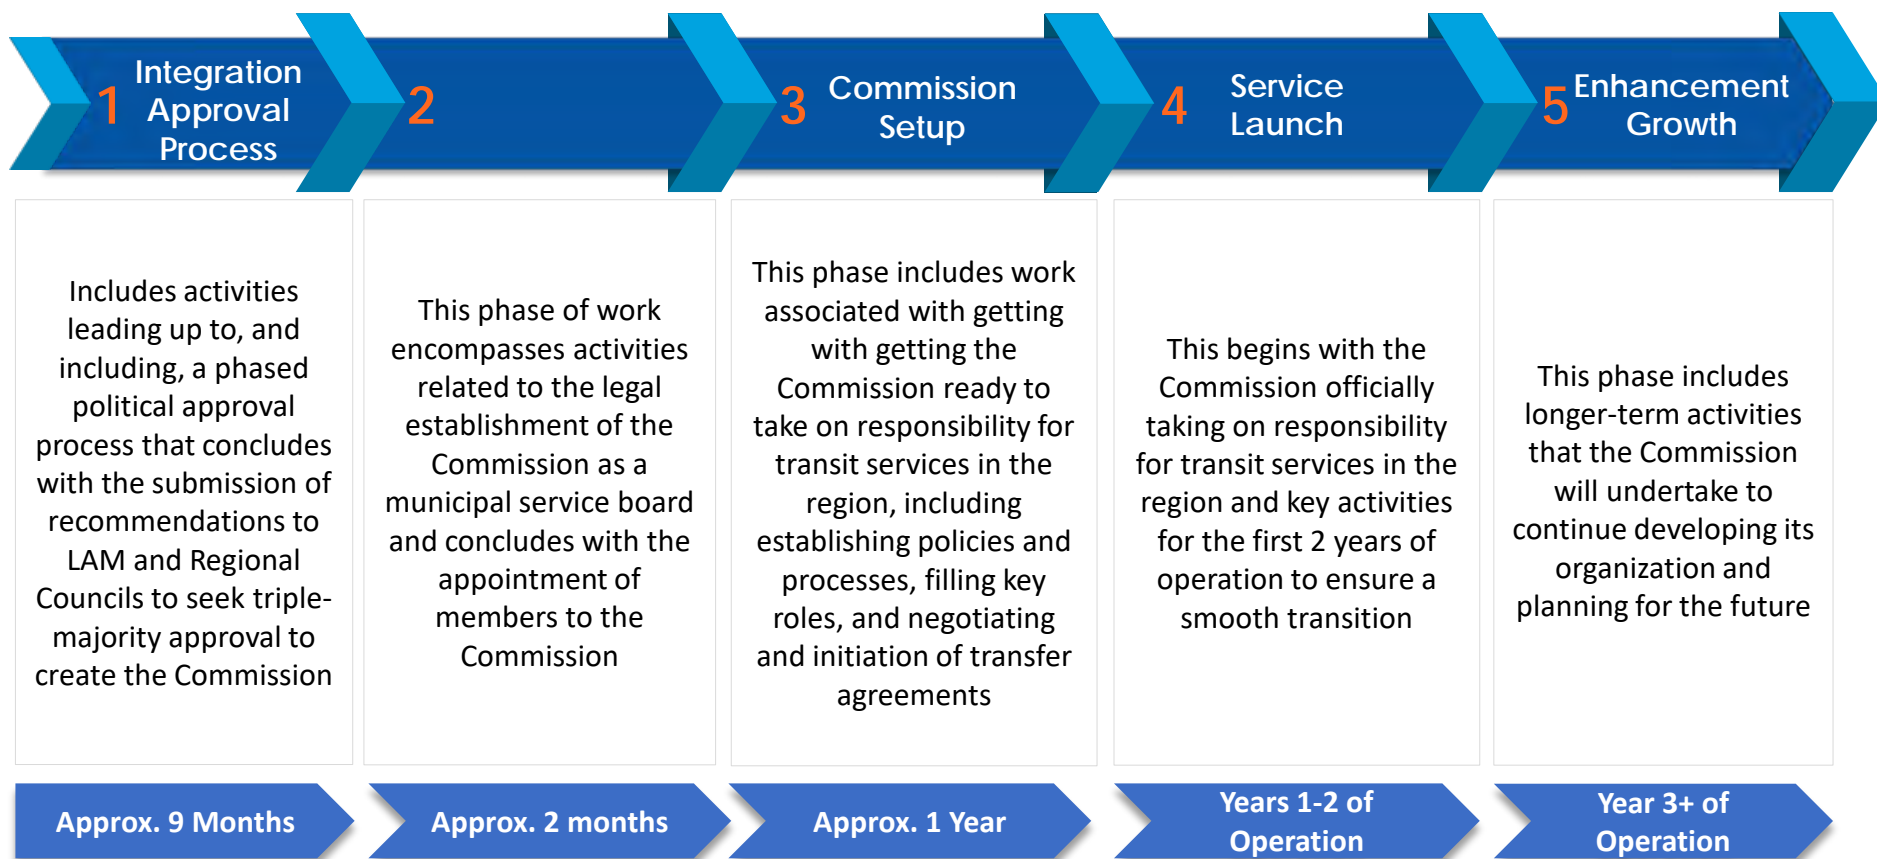 1
Integration
Approval
Process
2
3
Commission
Setup
4
Service
Launch
5
Enhancement
Growth
Includes activities
leading up to, and
including, a phased
political approval
process that concludes
with the submission of
recommendations to
LAM and Regional
Councils to seek triple-
majority approval to
create the Commission
This phase of work
encompasses activities
related to the legal
establishment of the
Commission as a
municipal service board
and concludes with the
appointment of
members to the
Commission
This phase includes work
associated with getting
with getting the
Commission ready to
take on responsibility for
transit services in the
region, including
establishing policies and
processes, filling key
roles, and negotiating
and initiation of transfer
agreements
This begins with the
Commission officially
taking on responsibility
for transit services in the
region and key activities
for the first 2 years of
operation to ensure a
smooth transition
This phase includes
longer-term activities
that the Commission
will undertake to
continue developing its
organization and
planning for the future
Approx. 9 Months
Approx. 2 months
Approx. 1 Year
Years 1-2 of
Operation
Year 3+ of
Operation